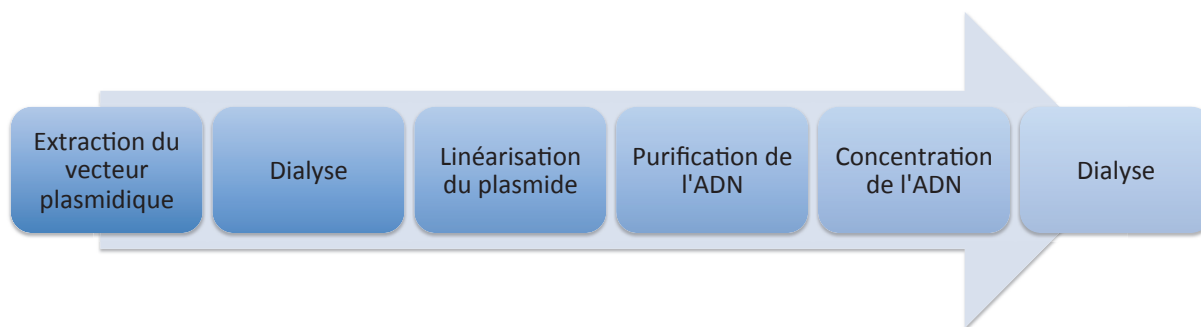 Extraction du
vecteur
plasmidique
Dialyse
Linéarisation
du plasmide
Purification de
l'ADN
Concentration
de l'ADN
Dialyse